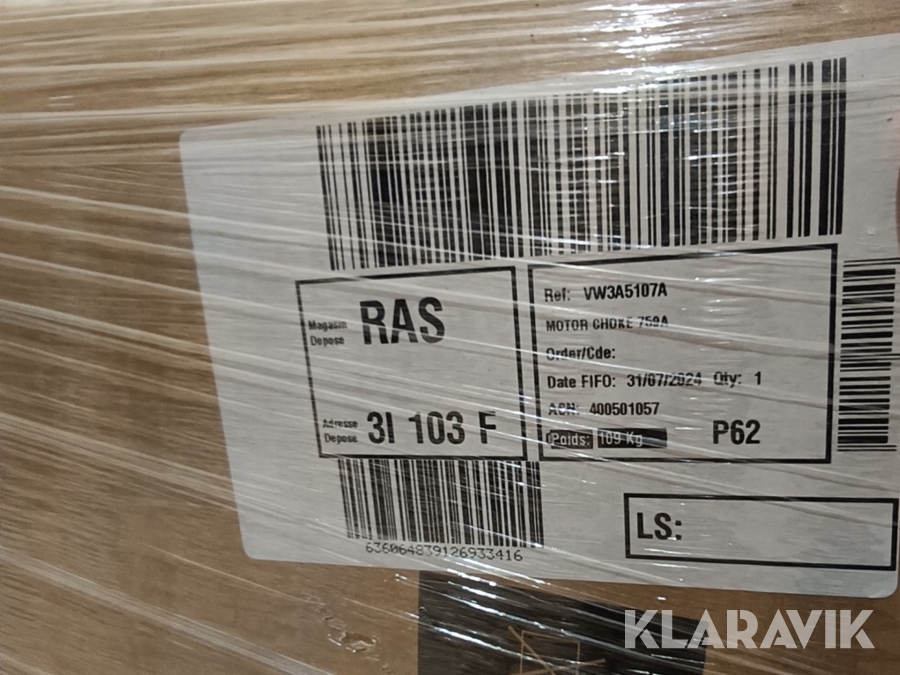 Magasin
Depose
RAS
Adresse
Depose
3I 103 F
Ref: VW3A5107A
MOTOR CHOKE 759A
Order/Cde:
Date FIFO: 31/07/2024 Qty: 1
ASN: 400501057
Poids: 109 Kg
P62
636064839126933416
LS:
KLARAVIK